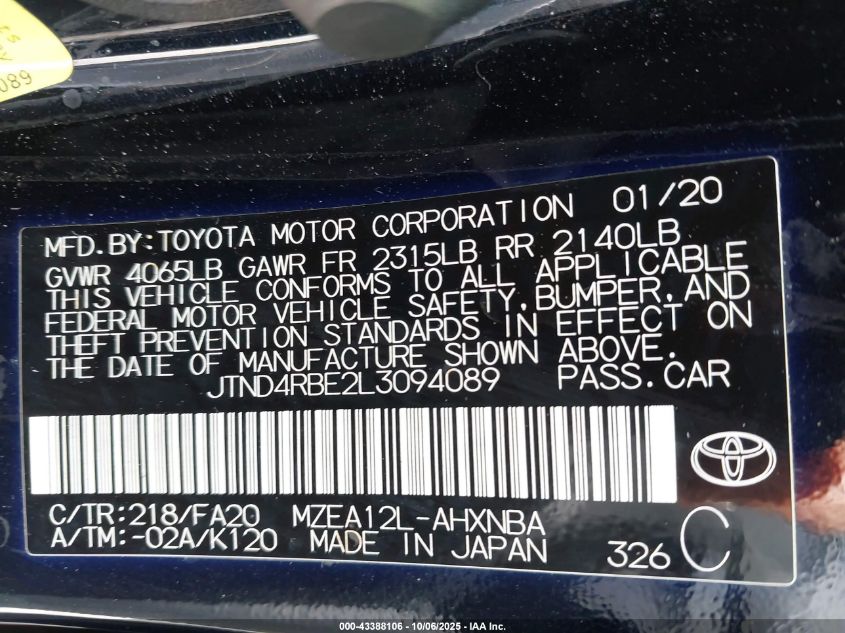 089
MFD.BY:TOYOTA MOTOR CORPORATION 01/20
GVWR 4065LB GAWR FR 2315LB RR 2140LB
THIS VEHICLE CONFORMS TO ALL APPLICABLE
FEDERAL MOTOR VEHICLE SAFETY,BUMPER,AND
THEFT PREVENTION STANDARDS IN EFFECT ON
THE DATE OF MANUFACTURE SHOWN ABOVE.
JTND4RBE2L3094089 PASS.CAR
C/TR:218/FA20 MZEA12L-AHXNBA
A/TM:-02A/K120 MADE IN JAPAN 326 C
000-43388106 - 10/06/2025 - IAA Inc.